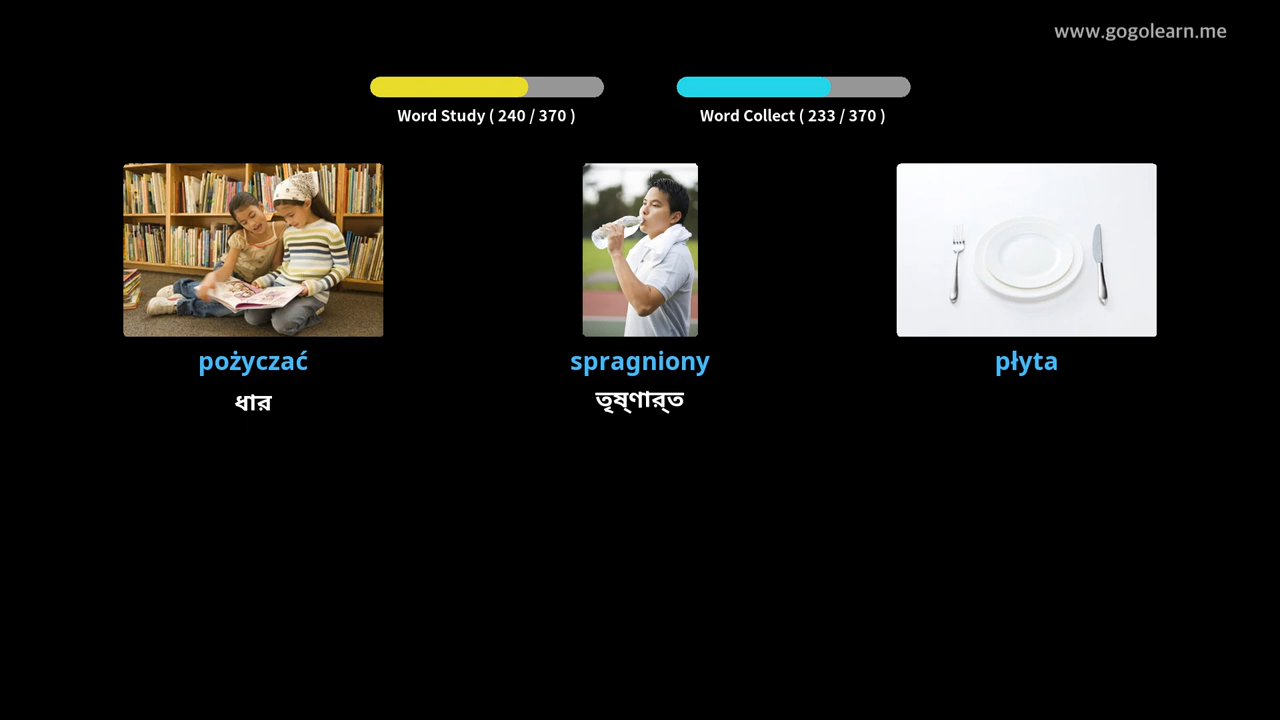 www.gogolearn.me
Word Study ( 240 / 370 )
Word Collect ( 233 / 370 )
pożyczać
spragniony
płyta
ধার
তৃষ্ণার্ত